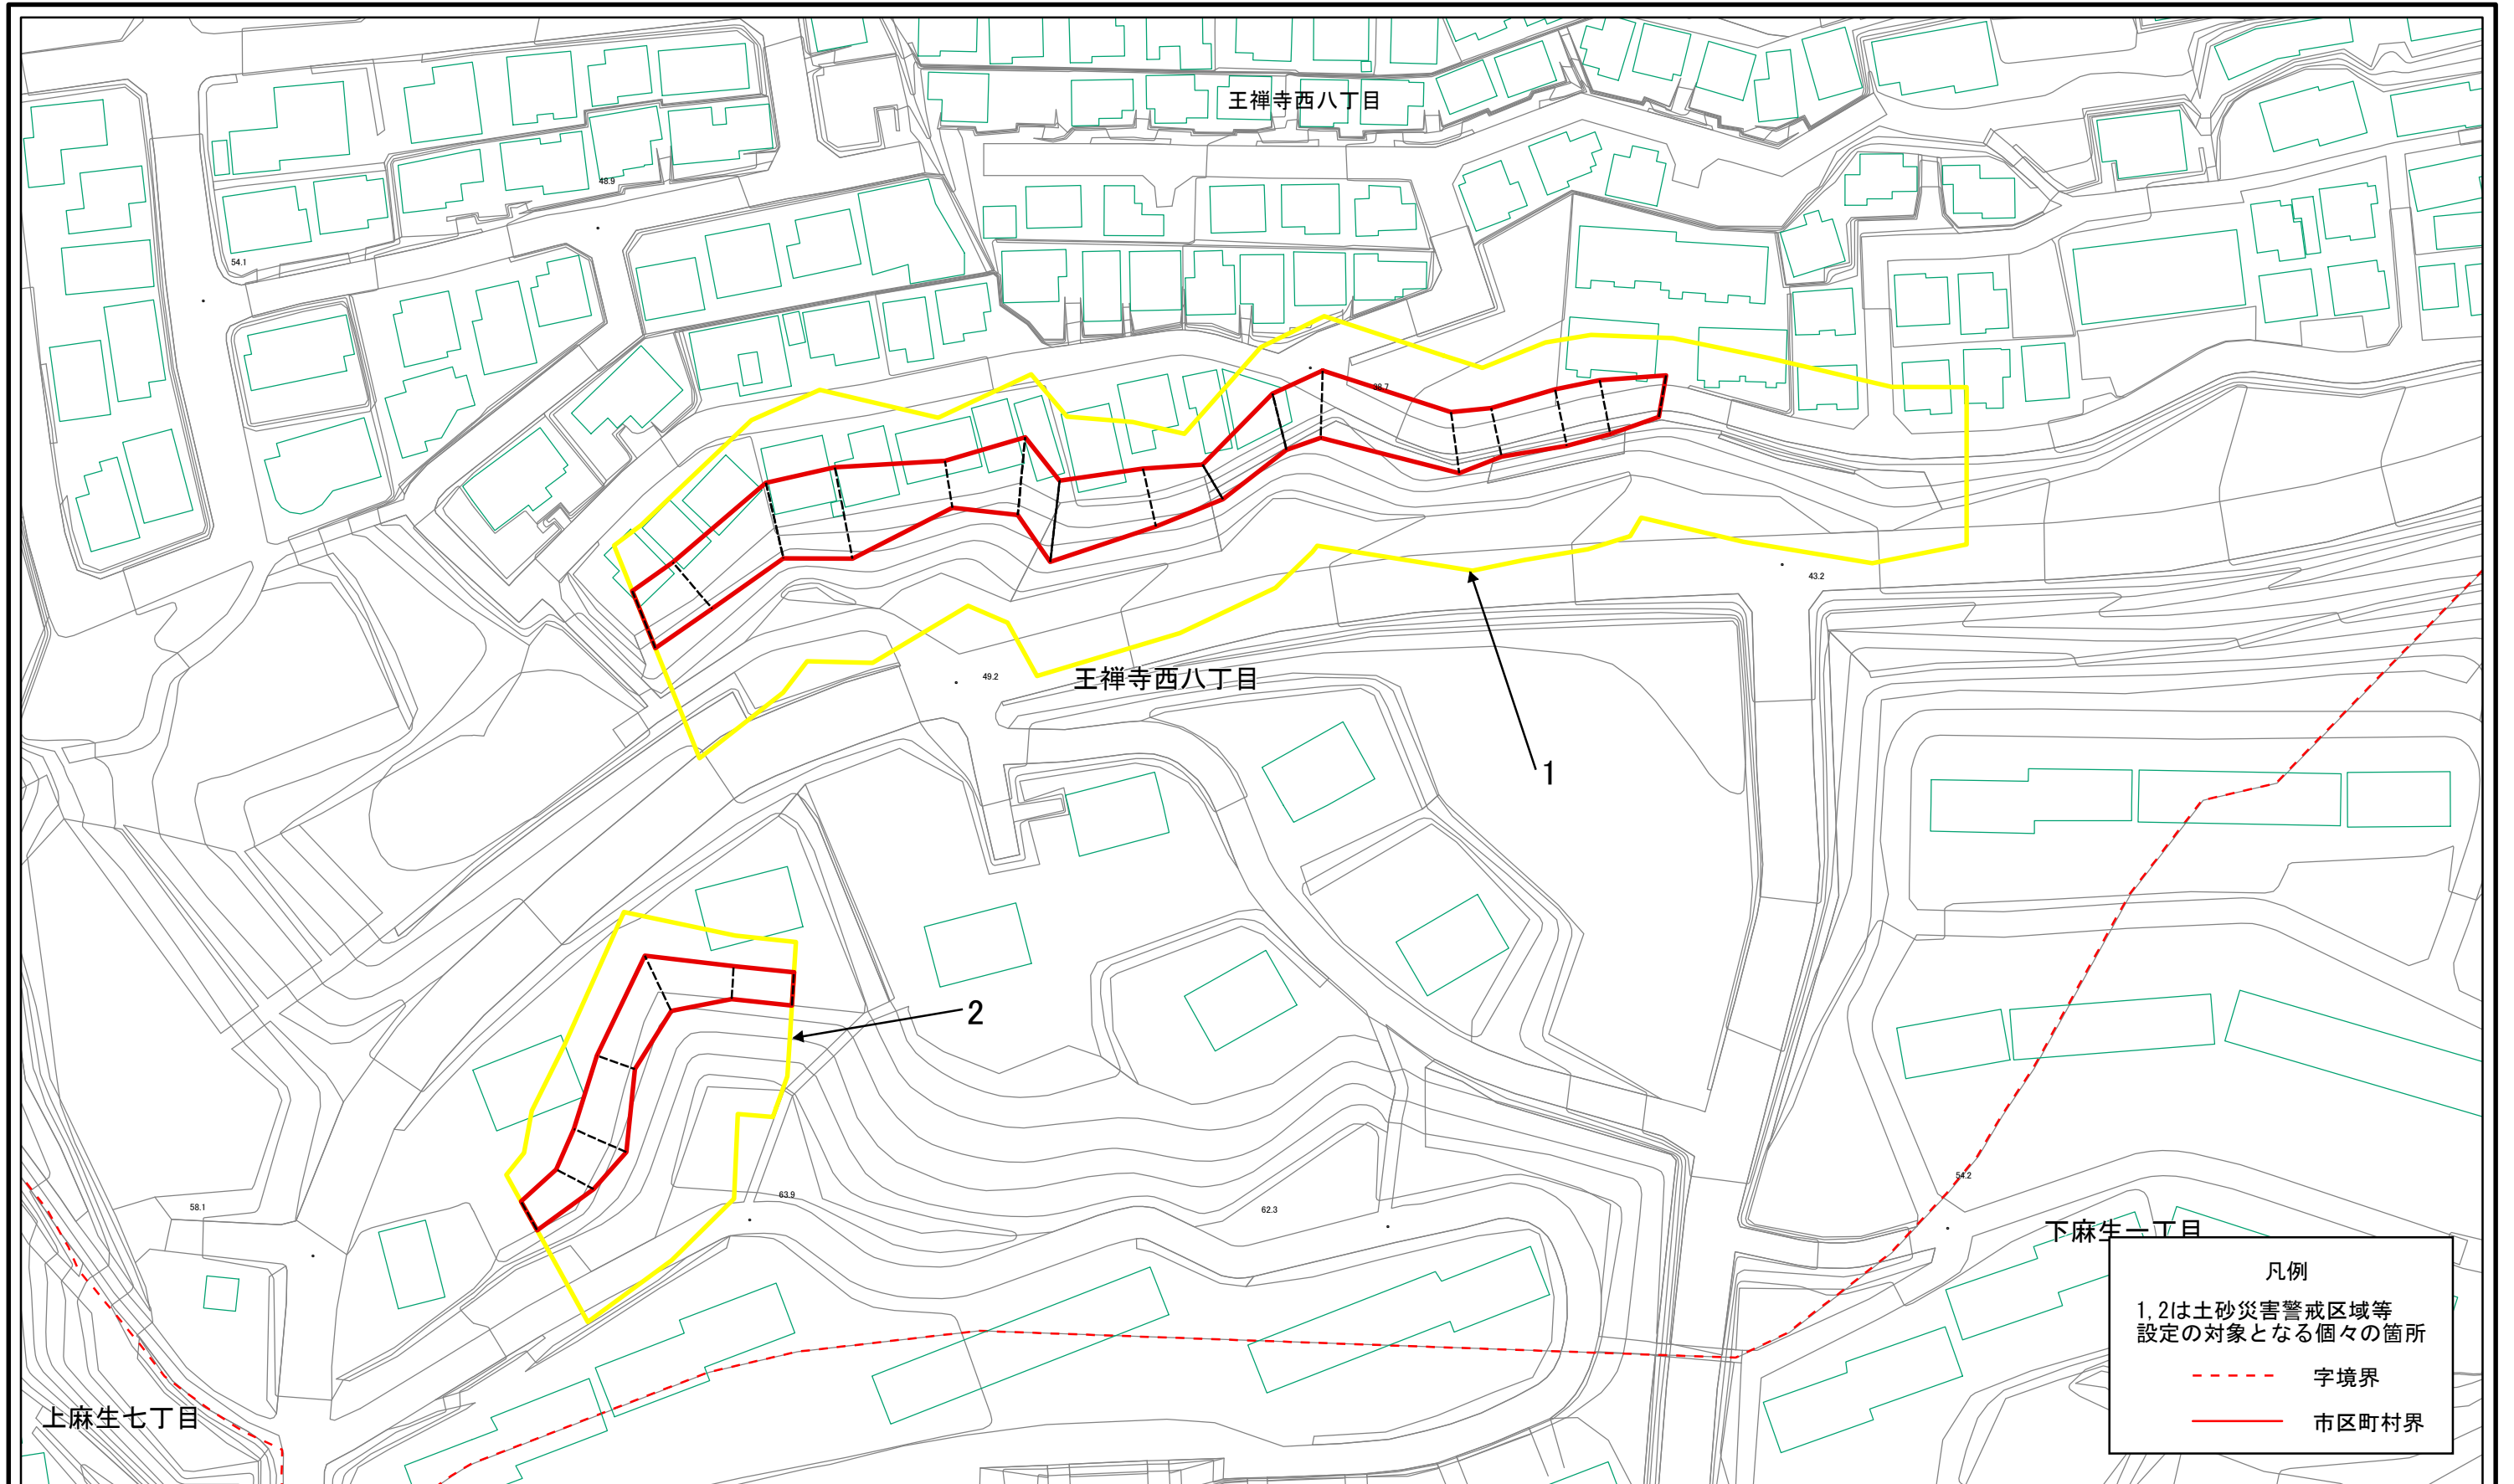 王禅寺西八丁目
48.9
54.1
38.7
43.2
49.2
王禅寺西八丁目
1
2
54.2
63.9
58.1
62.3
下麻生一丁目
凡例
1,2は土砂災害警戒区域等
設定の対象となる個々の箇所
字境界
市区町村界
上麻生七丁目